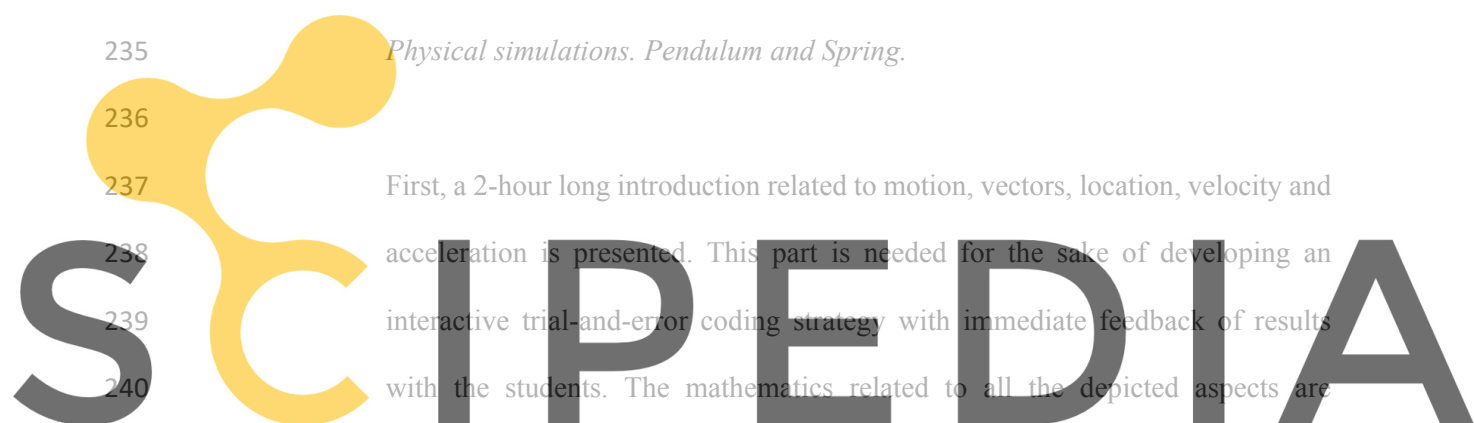 235 Physical simulations. Pendulum and Spring.
236
237 First, a 2-hour long introduction related to motion, vectors, location, velocity and
238 acceleration is presented. This part is needed for the sake of developing an
239 interactive trial-and-error coding strategy with immediate feedback of results
240 with the students. The mathematics related to all the depicted aspects are
SCIPEDIA